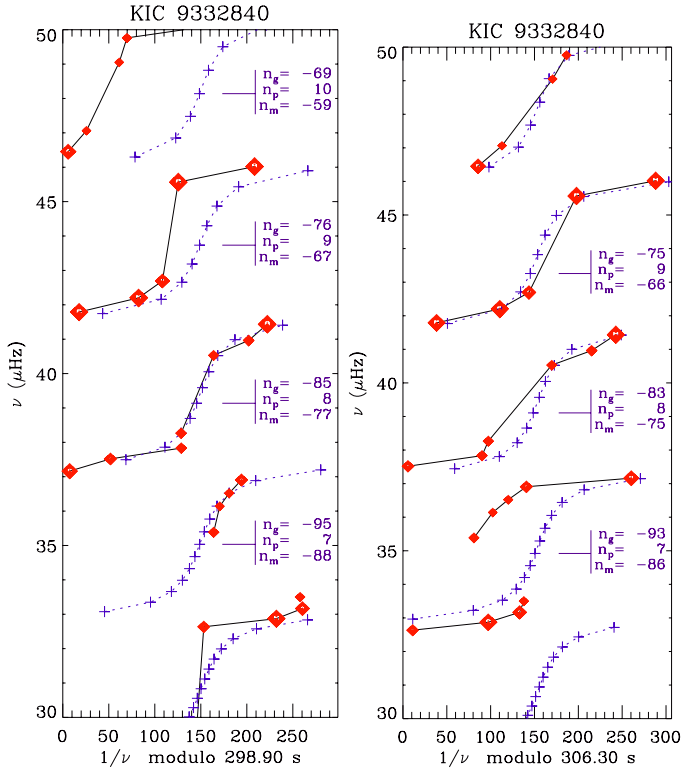 KIC 9332840
50
45
40
35
30
ν (μHz)
n_g= −69
n_p= 10
n_m= −59
n_g= −76
n_p= 9
n_m= −67
n_g= −85
n_p= 8
n_m= −77
n_g= −95
n_p= 7
n_m= −88
0 50 100 150 200 250
1/ν modulo 298.90 s
KIC 9332840
50
45
40
35
30
ν (μHz)
n_g= −75
n_p= 9
n_m= −66
n_g= −83
n_p= 8
n_m= −75
n_g= −93
n_p= 7
n_m= −86
0 50 100 150 200 250 300
1/ν modulo 306.30 s